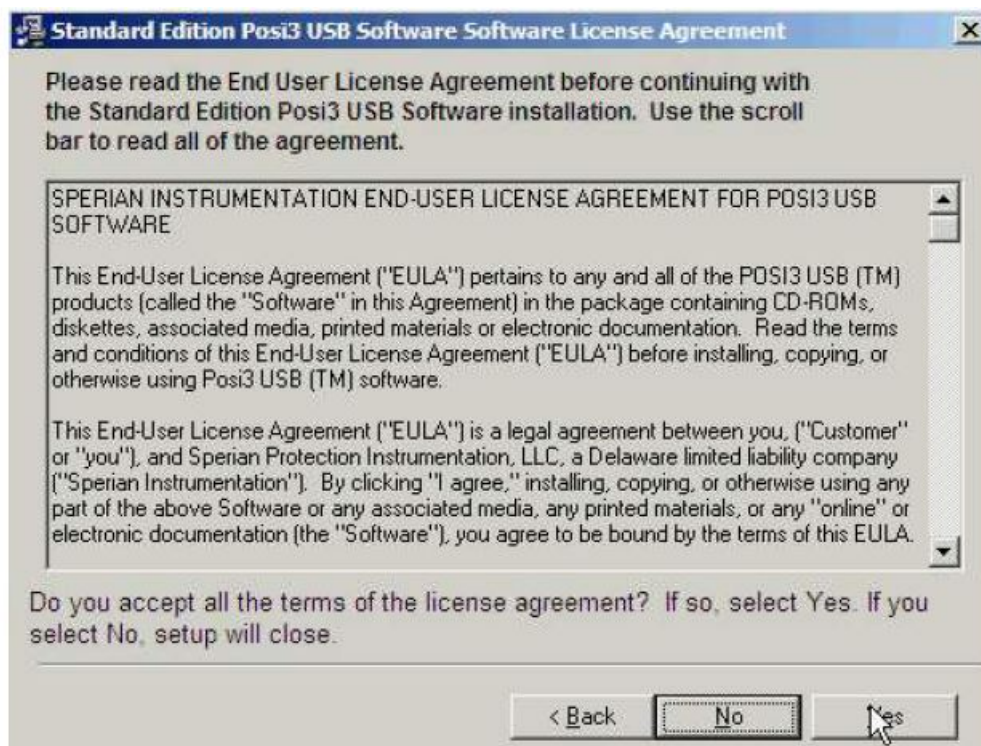 Standard Edition Posi3 USB Software Software License Agreement
Please read the End User License Agreement before continuing with
the Standard Edition Posi3 USB Software installation. Use the scroll
bar to read all of the agreement.
SPERIAN INSTRUMENTATION END-USER LICENSE AGREEMENT FOR POSI3 USB
SOFTWARE
This End-User License Agreement ("EULA") pertains to any and all of the POSI3 USB (TM)
products (called the "Software" in this Agreement) in the package containing CD-ROMs,
diskettes, associated media, printed materials or electronic documentation. Read the terms
and conditions of this End-User License Agreement ("EULA") before installing, copying, or
otherwise using Posi3 USB (TM) software.
This End-User License Agreement ("EULA") is a legal agreement between you, ("Customer"
or "you"), and Sperian Protection Instrumentation, LLC, a Delaware limited liability company
("Sperian Instrumentation"). By clicking "I agree," installing, copying, or otherwise using any
part of the above Software or any associated media, any printed materials, or any "online" or
electronic documentation (the "Software"), you agree to be bound by the terms of this EULA.
Do you accept all the terms of the license agreement? If so, select Yes. If you
select No, setup will close.
< Back No Yes